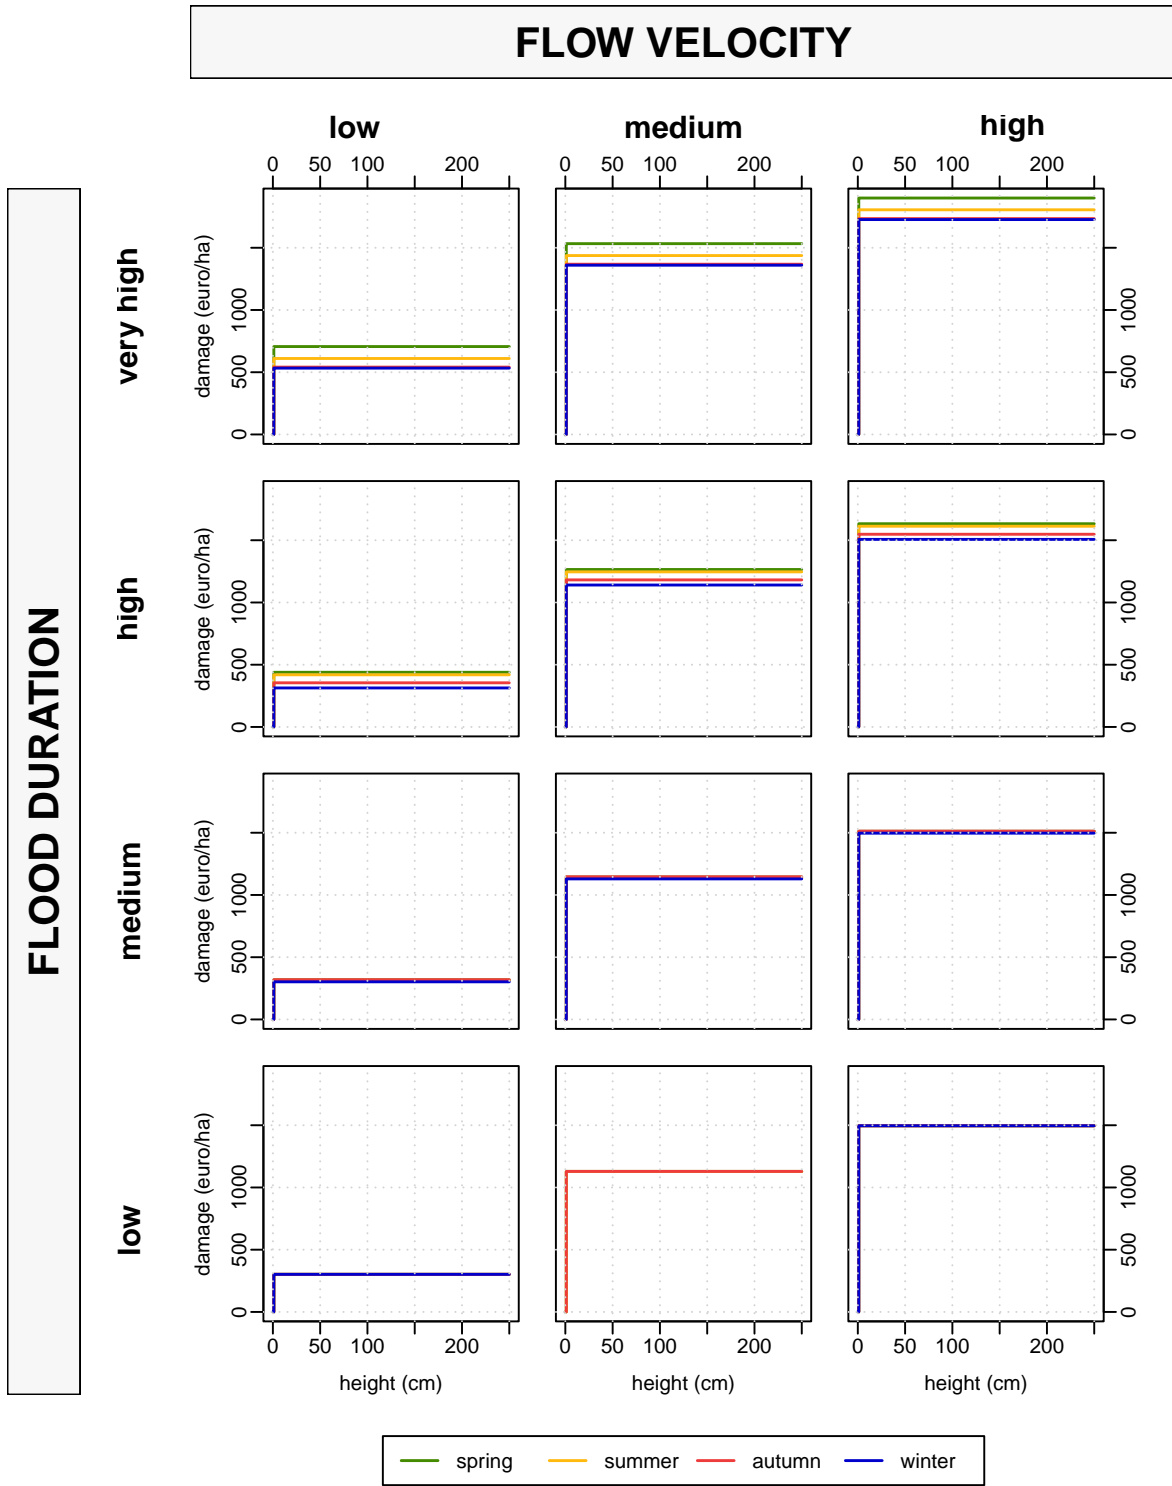 FLOW VELOCITY
low medium high
0 50 100 200 0 50 100 200 0 50 100 200
FLOOD DURATION
very high
damage (euro/ha)
0 500 1000
0 500 1000
high
damage (euro/ha)
0 500 1000
0 500 1000
medium
damage (euro/ha)
0 500 1000
0 500 1000
low
damage (euro/ha)
0 500 1000
0 500 1000
0 50 100 200 0 50 100 200 0 50 100 200
height (cm) height (cm) height (cm)
spring summer autumn winter